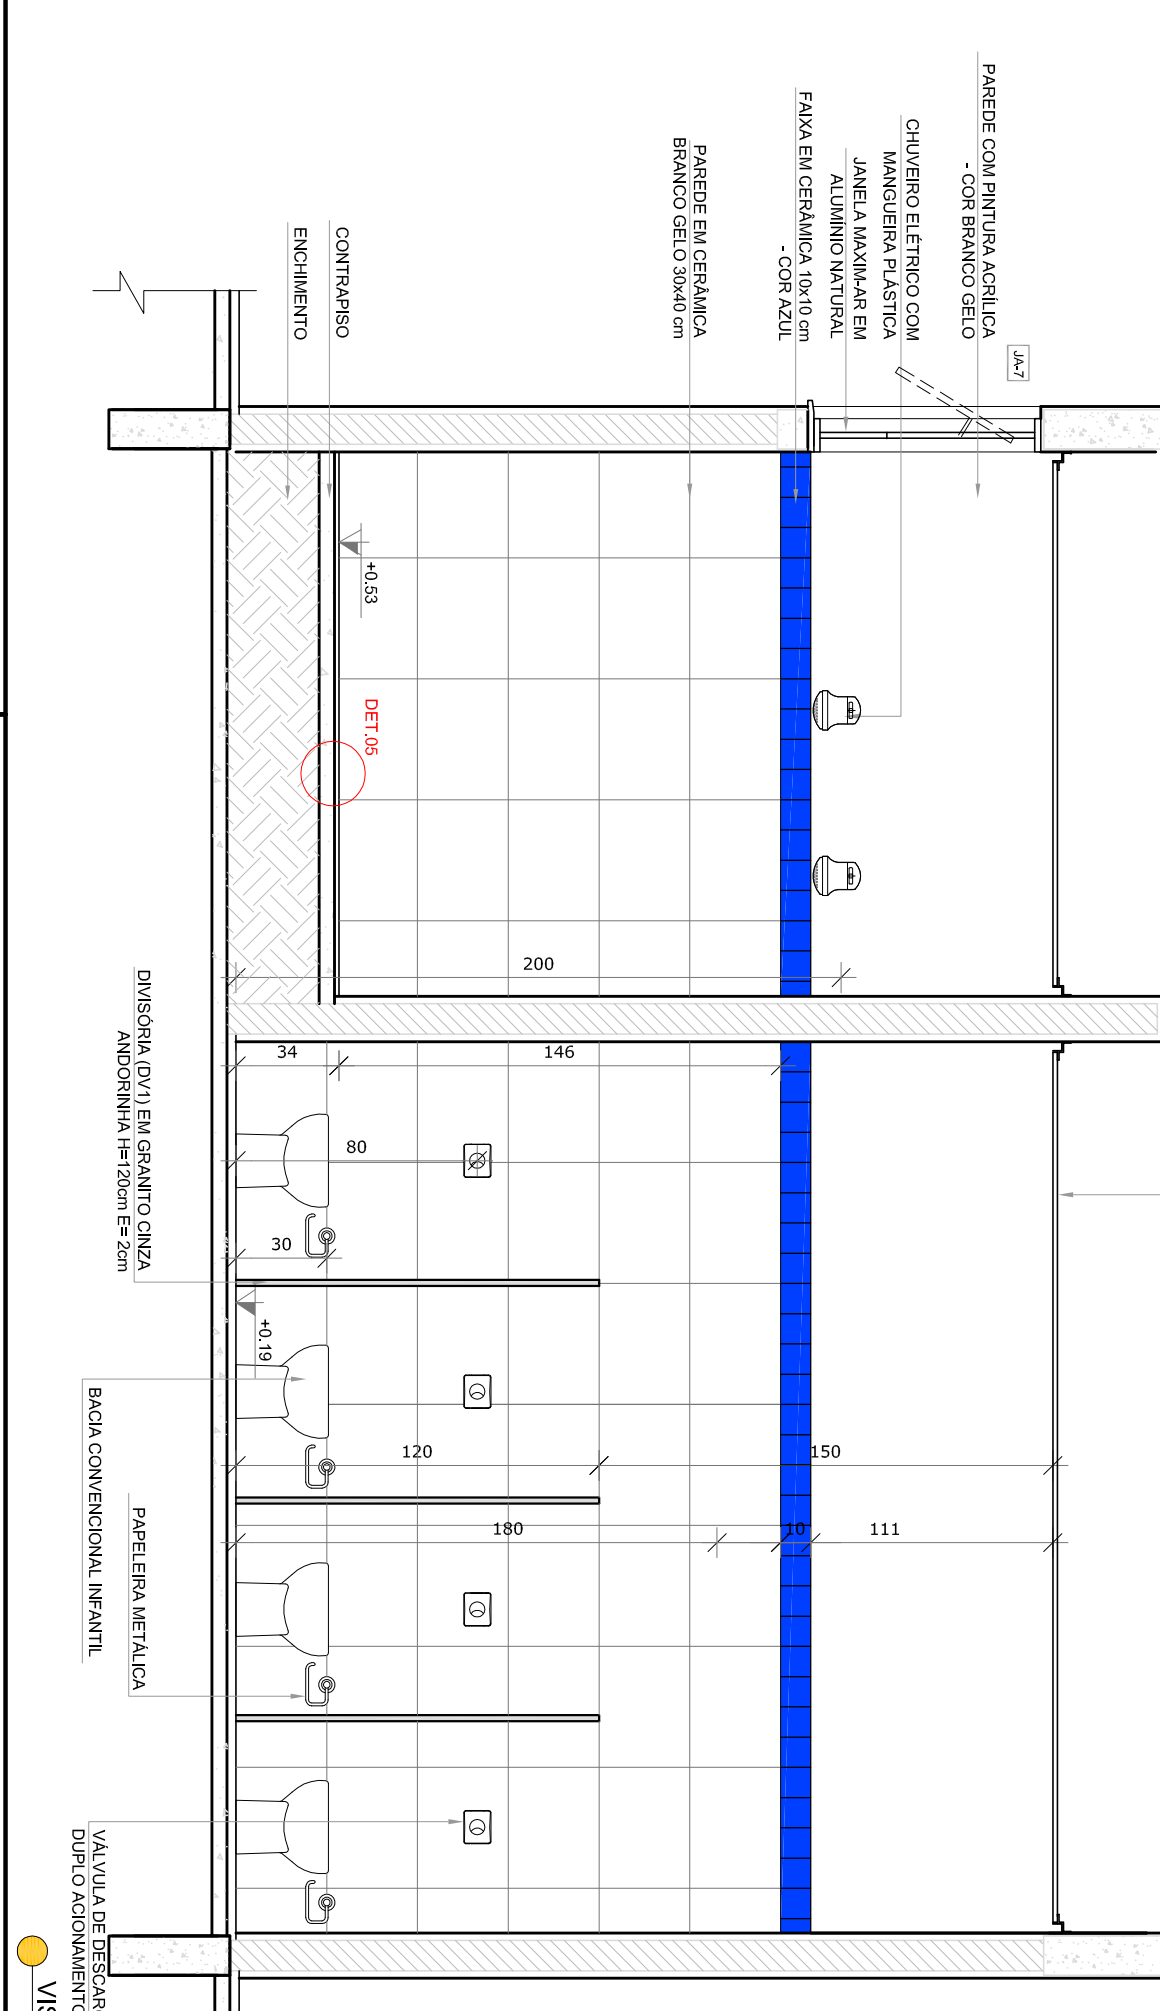 PAREDE COM PINTURA ACRÍLICA
- COR BRANCO GELO
JA-7
CHUVEIRO ELÉTRICO COM
MANGUEIRA PLÁSTICA
JANELA MAXIM-AR EM
ALUMÍNIO NATURAL
FAIXA EM CERÂMICA 10x10 cm
- COR AZUL
PAREDE EM CERÂMICA
BRANCO GELO 30x40 cm
CONTRAPISO
ENCHIMENTO
+0.53
DET.05
200
34
146
80
30
+0.19
120
150
180
10
111
DIVISÓRIA (DV1) EM GRANITO CINZA
ANDORINHA H=120cm E= 2cm
BACIA CONVENCIONAL INFANTIL
PAPELEIRA METÁLICA
VÁLVULA DE DESCAR
DUPLO ACIONAMENTO
VIS